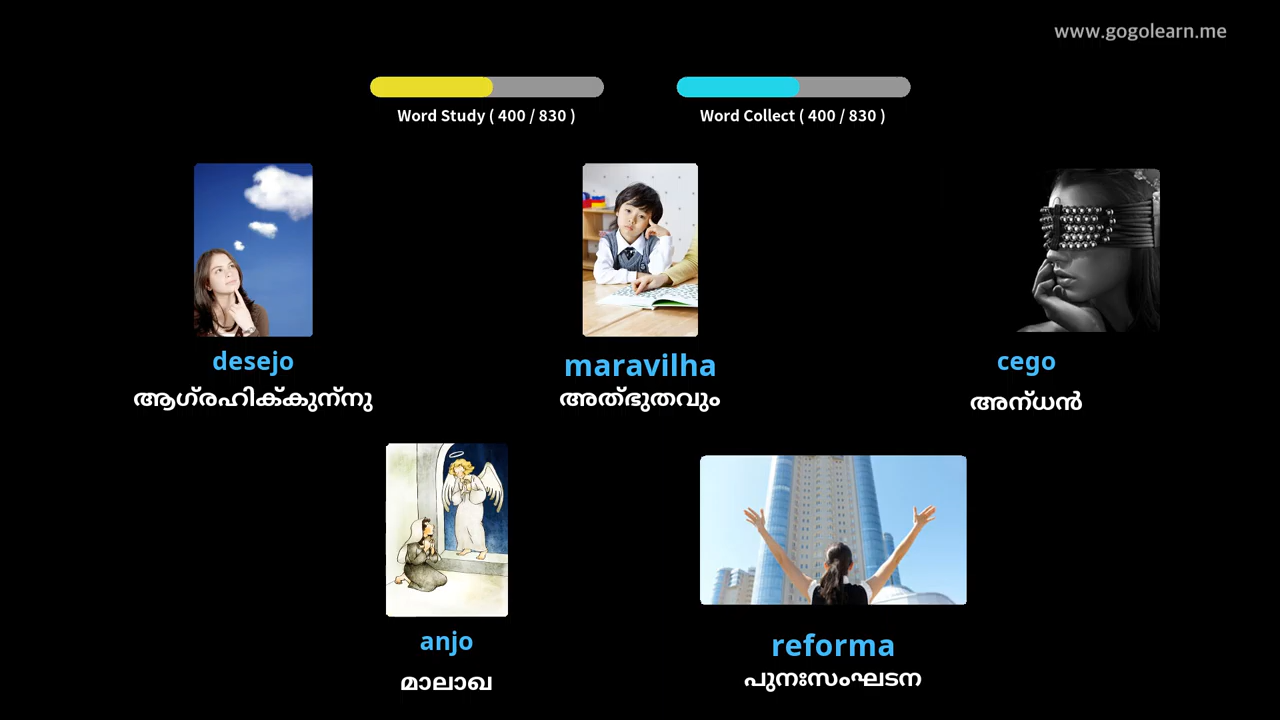 www.gogolearn.me
Word Study ( 400 / 830 )
Word Collect ( 400 / 830 )
desejo
ആഗ്രഹിക്കുന്നു
maravilha
അത്ഭുതവും
cego
അന്ധൻ
anjo
മാലാഖ
reforma
പുനഃസംഘടന